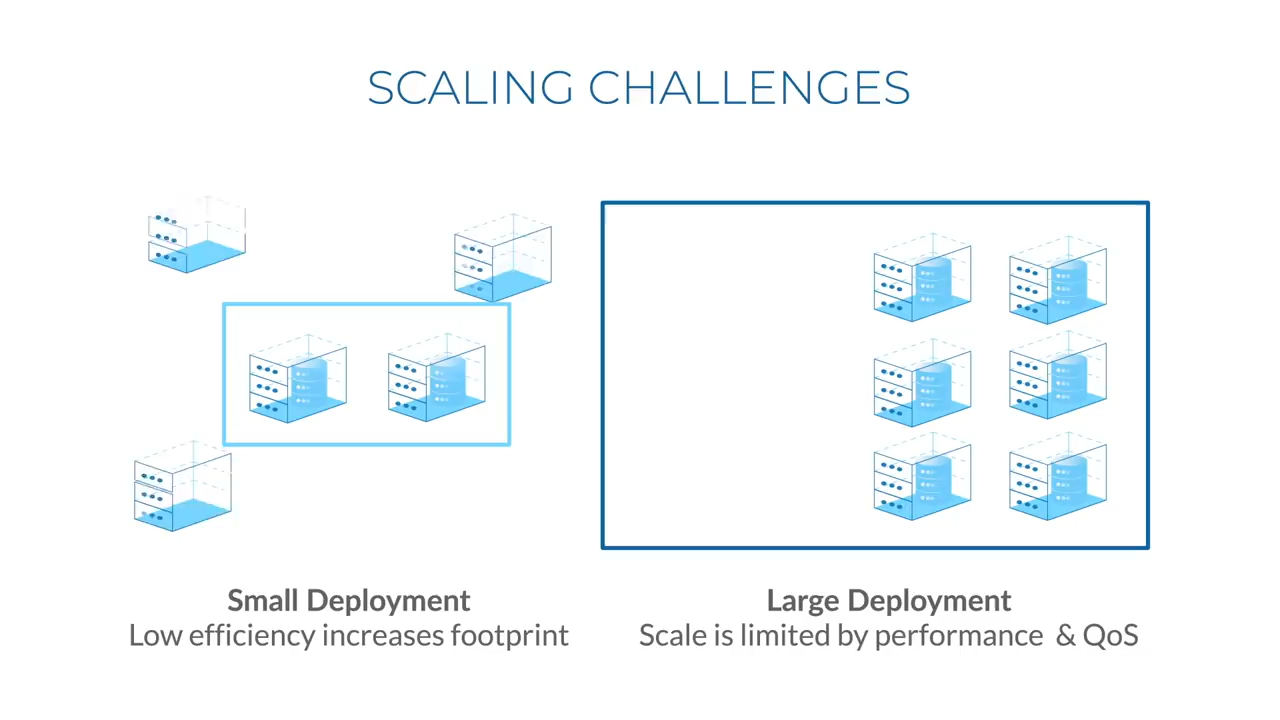 SCALING CHALLENGES
Small Deployment
Low efficiency increases footprint
Large Deployment
Scale is limited by performance & QoS